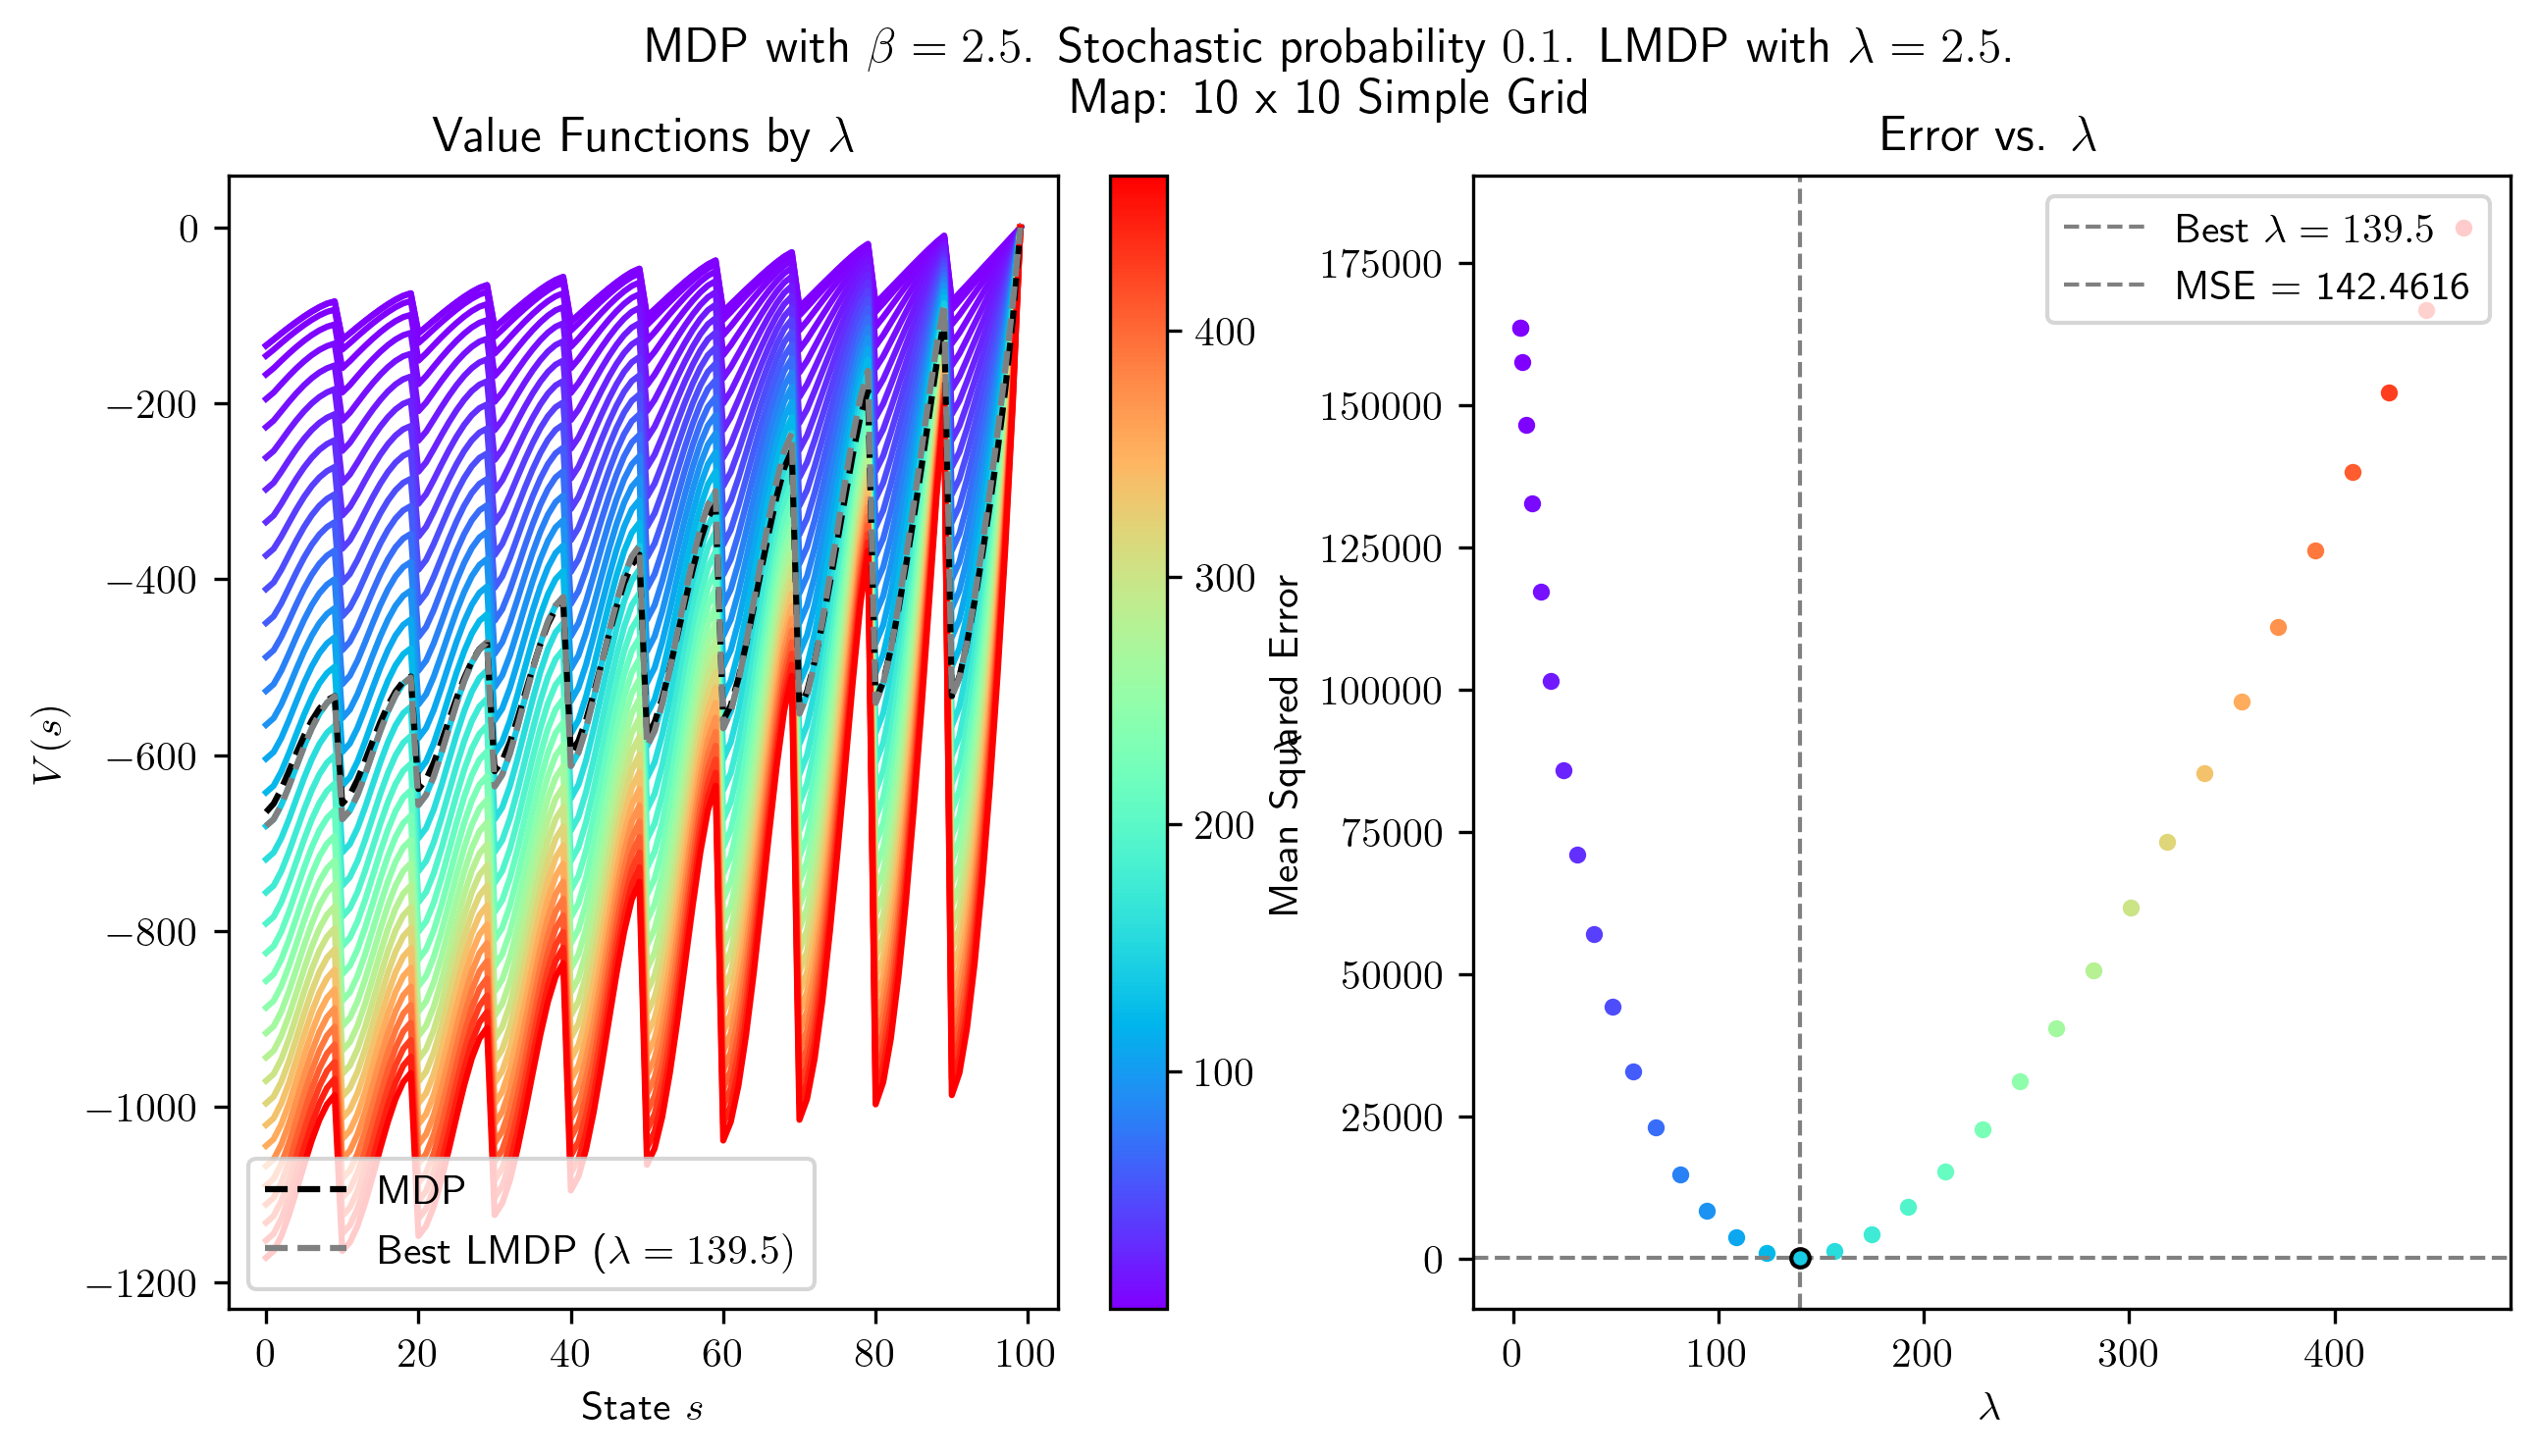 MDP with β = 2.5. Stochastic probability 0.1. LMDP with λ = 2.5.
Map: 10 x 10 Simple Grid
Value Functions by λ
V(s)
0
−200
−400
−600
−800
−1000
−1200
MDP
Best LMDP (λ = 139.5)
0 20 40 60 80 100
State s
400
300
200
100
λ
Error vs. λ
Mean Squared Error
175000
150000
125000
100000
75000
50000
25000
0
Best λ = 139.5
MSE = 142.4616
0 100 200 300 400
λ